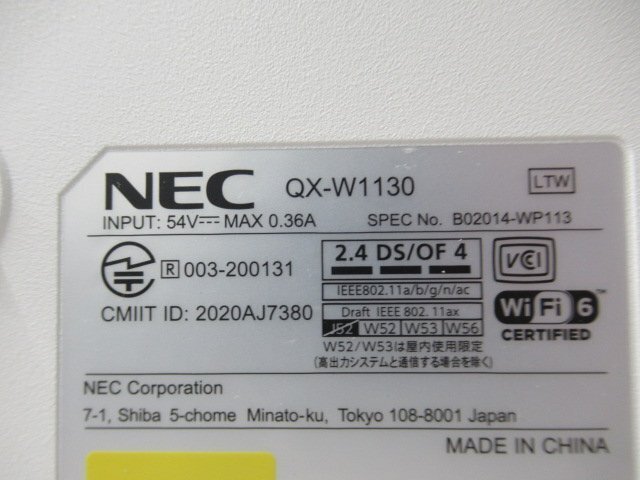 NEC QX-W1130 LTW
INPUT: 54V⎓ MAX 0.36A SPEC No. B02014-WP113
R 003-200131
2.4 DS/OF 4
IEEE802.11a/b/g/n/ac
VCI
CMIIT ID: 2020AJ7380
Draft IEEE 802.11ax
J52 W52 W53 W56
W52/W53は屋内使用限定
(高出力システムと通信する場合を除く)
Wi Fi 6™
CERTIFIED
NEC Corporation
7-1, Shiba 5-chome Minato-ku, Tokyo 108-8001 Japan
MADE IN CHINA